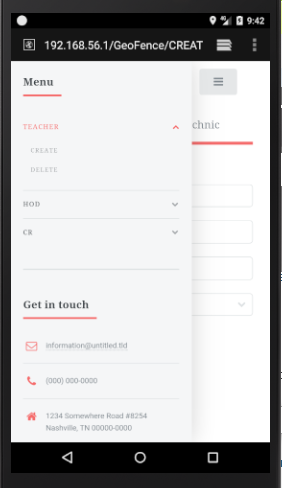 9:42
192.168.56.1/GeoFence/CREAT
Menu
chnic
TEACHER
CREATE
DELETE
HOD
CR
Get in touch
information@untitled.tld
(000) 000-0000
1234 Somewhere Road #8254
Nashville, TN 00000-0000